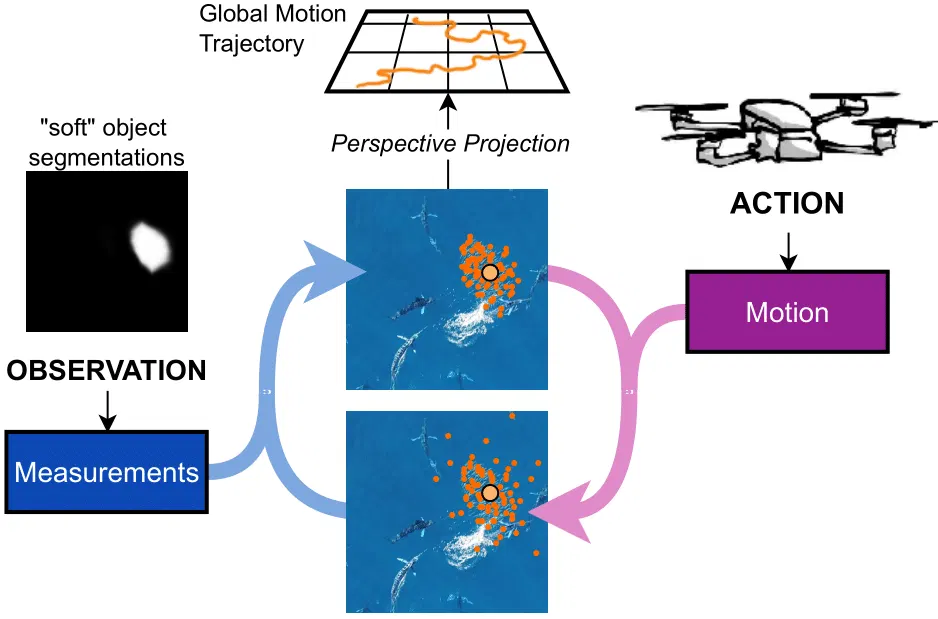 Global Motion
Trajectory
"soft" object
segmentations
Perspective Projection
ACTION
Motion
OBSERVATION
Measurements